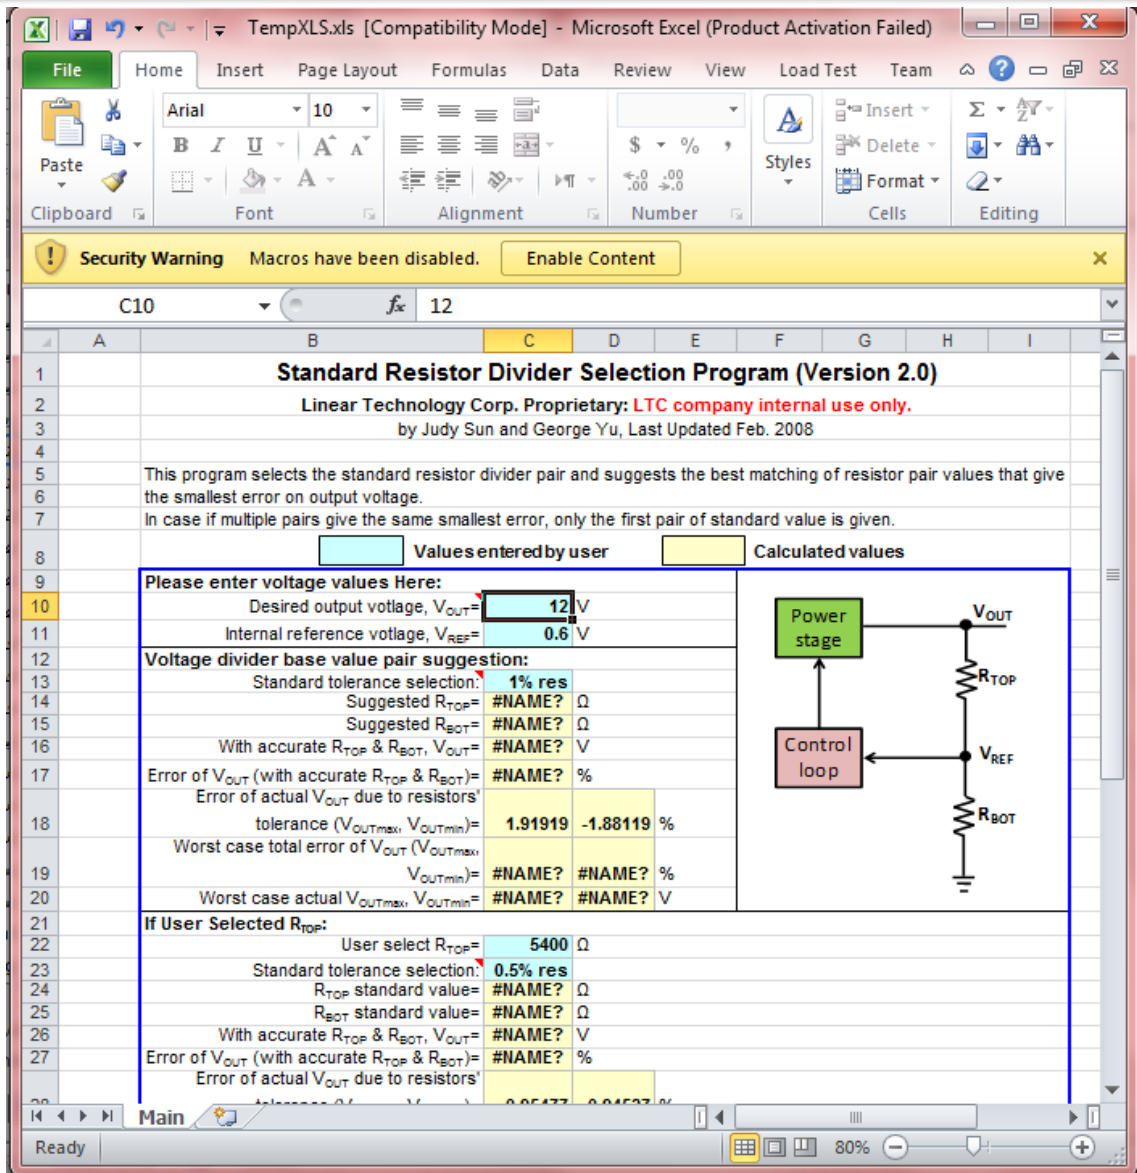 TempXLS.xls [Compatibility Mode] - Microsoft Excel (Product Activation Failed)
File Home Insert Page Layout Formulas Data Review View Load Test Team
Arial 10
Insert
Delete
Format
Paste
Styles
B I U A A
A
$ % ,
Clipboard Font Alignment Number Cells Editing
Security Warning Macros have been disabled. Enable Content
C10 fx 12
A B C D E F G H I
1 Standard Resistor Divider Selection Program (Version 2.0)
2 Linear Technology Corp. Proprietary: LTC company internal use only.
3 by Judy Sun and George Yu, Last Updated Feb. 2008
4
5 This program selects the standard resistor divider pair and suggests the best matching of resistor pair values that give
6 the smallest error on output voltage.
7 In case if multiple pairs give the same smallest error, only the first pair of standard value is given.
8 Values entered by user Calculated values
9 Please enter voltage values Here:
10 Desired output votlage, VOUT= 12 V
11 Internal reference votlage, VREF= 0.6 V
12 Voltage divider base value pair suggestion:
13 Standard tolerance selection: 1% res
14 Suggested RTOP= #NAME? Ω
15 Suggested RBOT= #NAME? Ω
16 With accurate RTOP & RBOT, VOUT= #NAME? V
17 Error of VOUT (with accurate RTOP & RBOT)= #NAME? %
Error of actual VOUT due to resistors'
18 tolerance (VOUTmax, VOUTmin)= 1.91919 -1.88119 %
Worst case total error of VOUT (VOUTmax,
19 VOUTmin)= #NAME? #NAME? %
20 Worst case actual VOUTmax, VOUTmin= #NAME? #NAME? V
Power stage
VOUT
RTOP
Control loop
VREF
RBOT
21 If User Selected RTOP:
22 User select RTOP= 5400 Ω
23 Standard tolerance selection: 0.5% res
24 RTOP standard value= #NAME? Ω
25 RBOT standard value= #NAME? Ω
26 With accurate RTOP & RBOT, VOUT= #NAME? V
27 Error of VOUT (with accurate RTOP & RBOT)= #NAME? %
Error of actual VOUT due to resistors'
Main
Ready 80%